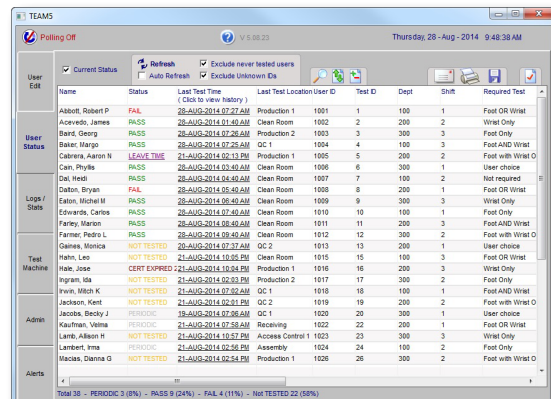 TEAM5
Polling Off
V 5.88.23
Thursday, 28 - Aug - 2014 9:48:38 AM
User Edit
User Status
Logs / Stats
Test Machine
Admin
Alerts
Current Status
Refresh
Auto Refresh
Exclude never tested users
Exclude Unknown IDs
Name Status Last Test Time Last Test Location User ID Test ID Dept Shift Required Test
( Click to view history )
Abbott, Robert P FAIL 28-AUG-2014 07:27 AM Production 1 1001 1 100 1 Foot OR Wrist
Acevedo, James PASS 28-AUG-2014 01:40 AM Clean Room 1002 2 200 2 Wrist Only
Baird, Georg PASS 28-AUG-2014 07:26 AM Production 2 1003 3 300 3 Foot Only
Baker, Margo PASS 28-AUG-2014 07:25 AM QC 1 1004 4 100 3 Foot AND Wrist
Cabrera, Aaron N LEAVE TIME 21-AUG-2014 02:13 PM Production 1 1005 5 200 2 Foot with Wrist O
Cain, Phyllis PASS 28-AUG-2014 03:40 AM Clean Room 1006 6 300 1 User choice
Dal, Heidi PASS 28-AUG-2014 04:40 AM Clean Room 1007 7 100 2 Not required
Dalton, Bryan FAIL 28-AUG-2014 05:40 AM Clean Room 1008 8 200 1 Foot OR Wrist
Eaton, Michel M PASS 28-AUG-2014 06:40 AM Clean Room 1009 9 300 3 Wrist Only
Edwards, Carlos PASS 28-AUG-2014 07:40 AM Clean Room 1010 10 100 1 Foot Only
Farley, Marion PASS 28-AUG-2014 08:40 AM Clean Room 1011 11 200 3 Foot AND Wrist
Farmer, Pedro L PASS 28-AUG-2014 09:40 AM Clean Room 1012 12 300 2 Foot with Wrist O
Gaines, Monica NOT TESTED 20-AUG-2014 07:37 AM QC 2 1013 13 200 1 User choice
Hahn, Leo NOT TESTED 21-AUG-2014 10:05 PM Clean Room 1015 15 100 3 Foot OR Wrist
Hale, Jose CERT EXPIRED 2 21-AUG-2014 10:04 PM Production 1 1016 16 200 3 Wrist Only
Ingram, Ida NOT TESTED 21-AUG-2014 02:03 PM Production 2 1017 17 300 2 Foot Only
Irwin, Mitch K NOT TESTED 21-AUG-2014 07:02 AM QC 1 1018 18 100 1 Foot AND Wrist
Jackson, Kent NOT TESTED 21-AUG-2014 02:01 PM QC 2 1019 19 200 2 Foot with Wrist O
Jacobs, Becky J PERIODIC 19-AUG-2014 07:06 AM QC 1 1020 20 300 1 User choice
Kaufman, Velma PERIODIC 21-AUG-2014 07:58 AM Receiving 1022 22 200 1 Foot OR Wrist
Lamb, Alison H NOT TESTED 21-AUG-2014 10:57 PM Access Control 1 1023 23 300 3 Wrist Only
Lambert, Irma PERIODIC 21-AUG-2014 02:56 PM Assembly 1024 24 100 2 Foot Only
Macias, Dianna G NOT TESTED 21-AUG-2014 02:54 PM Production 1 1026 26 300 2 Foot with Wrist O
Total 38 - PERIODIC 3 (8%) - PASS 9 (24%) - FAIL 4 (11%) - Not TESTED 22 (58%)